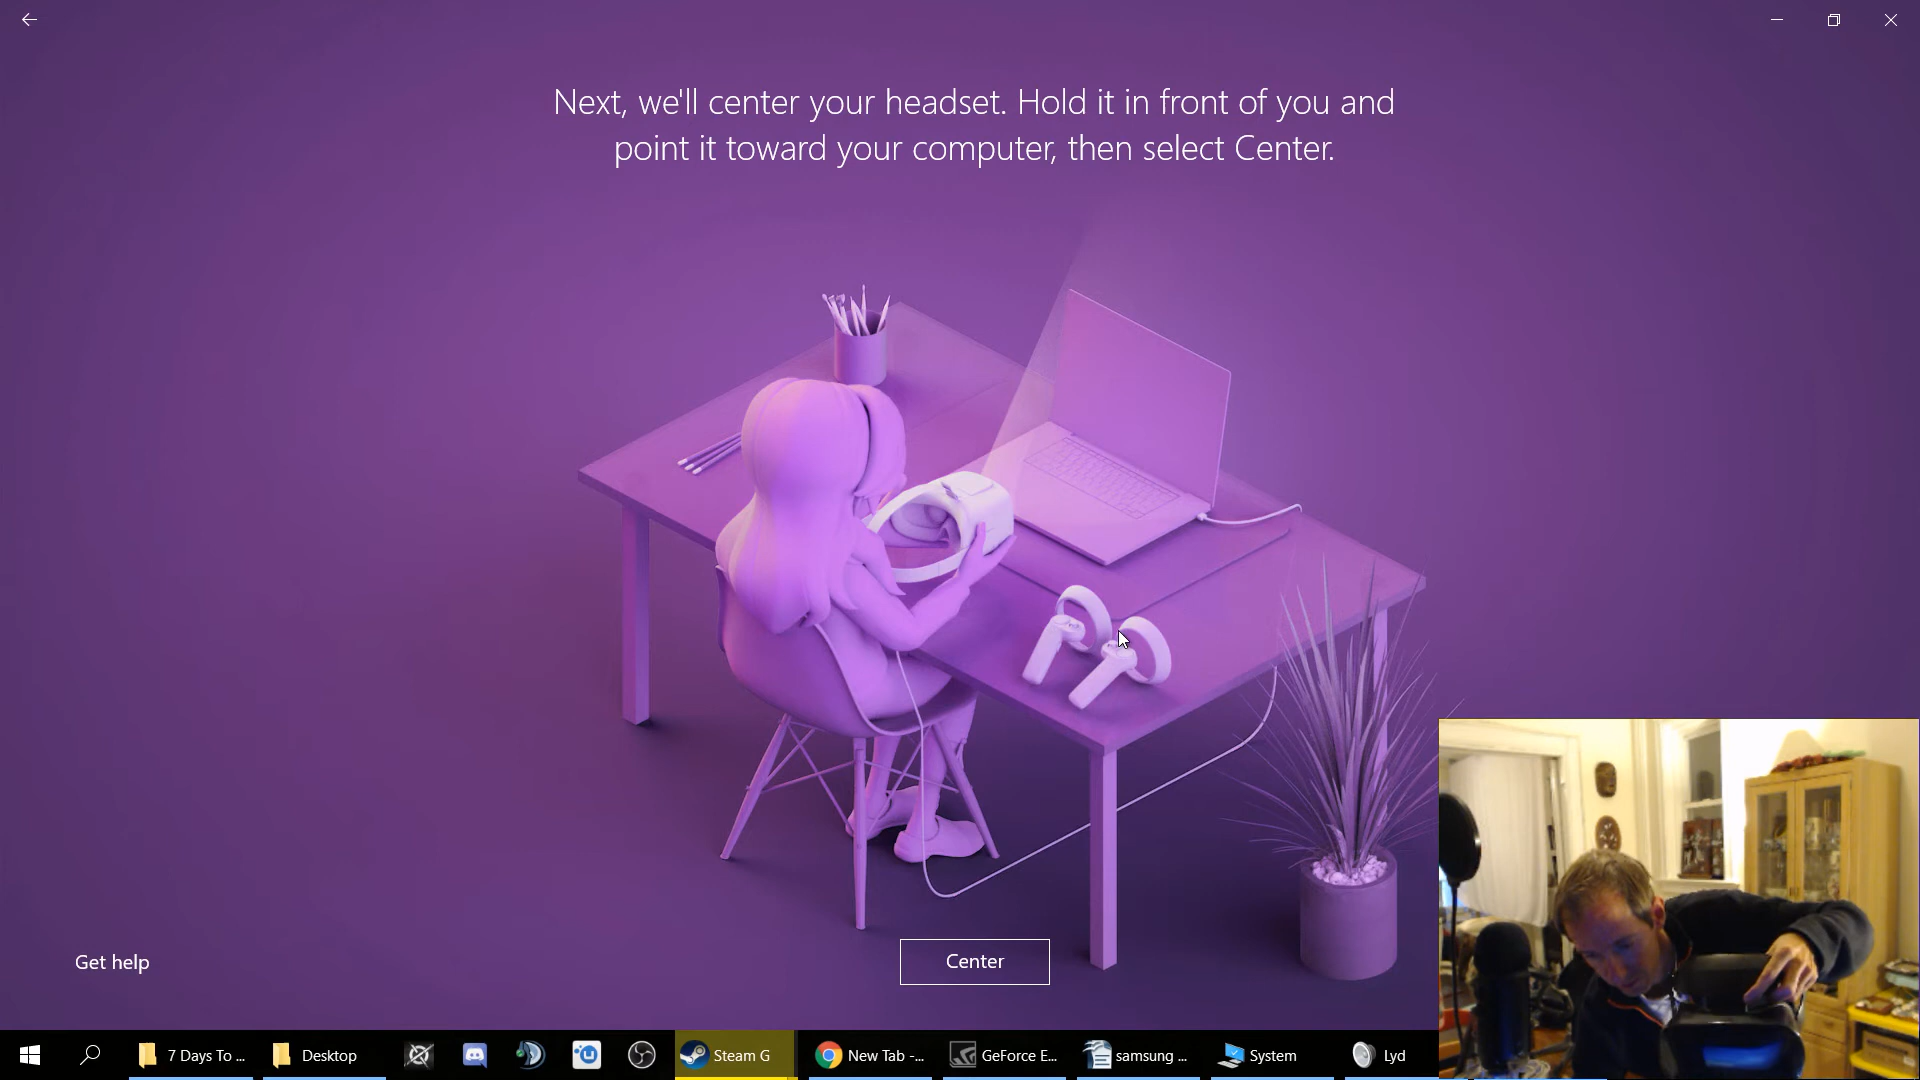 Next, we'll center your headset. Hold it in front of you and
point it toward your computer, then select Center.
Get help
Center
7 Days To ...
Desktop
Steam G
New Tab -...
GeForce E...
samsung ...
System
Lyd